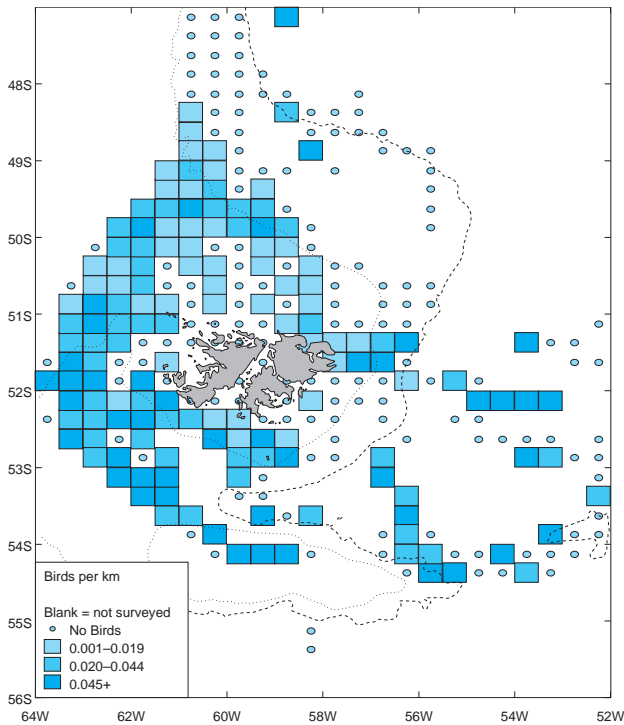 48S
49S
50S
51S
52S
53S
54S
55S
56S
Birds per km
Blank = not surveyed
No Birds
0.001–0.019
0.020–0.044
0.045+
64W 62W 60W 58W 56W 54W 52W